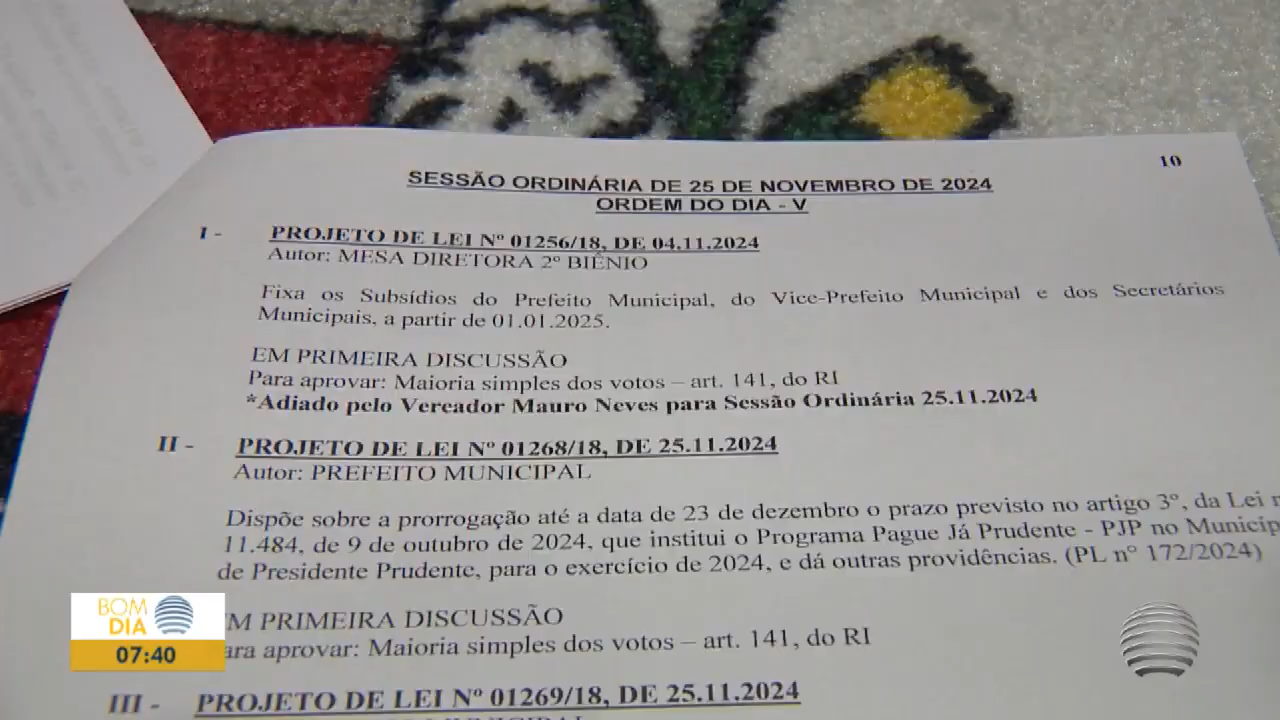 10
SESSÃO ORDINÁRIA DE 25 DE NOVEMBRO DE 2024
ORDEM DO DIA - V
I - PROJETO DE LEI Nº 01256/18, DE 04.11.2024
Autor: MESA DIRETORA 2º BIÊNIO
Fixa os Subsídios do Prefeito Municipal, do Vice-Prefeito Municipal e dos Secretários
Municipais, a partir de 01.01.2025.
EM PRIMEIRA DISCUSSÃO
Para aprovar: Maioria simples dos votos – art. 141, do RI
*Adiado pelo Vereador Mauro Neves para Sessão Ordinária 25.11.2024
II - PROJETO DE LEI Nº 01268/18, DE 25.11.2024
Autor: PREFEITO MUNICIPAL
Dispõe sobre a prorrogação até a data de 23 de dezembro o prazo previsto no artigo 3º, da Lei
11.484, de 9 de outubro de 2024, que institui o Programa Pague Já Prudente - PJP no Municíp
de Presidente Prudente, para o exercício de 2024, e dá outras providências. (PL nº 172/2024)
M PRIMEIRA DISCUSSÃO
ara aprovar: Maioria simples dos votos – art. 141, do RI
III - PROJETO DE LEI Nº 01269/18, DE 25.11.2024
BOM
DIA
07:40